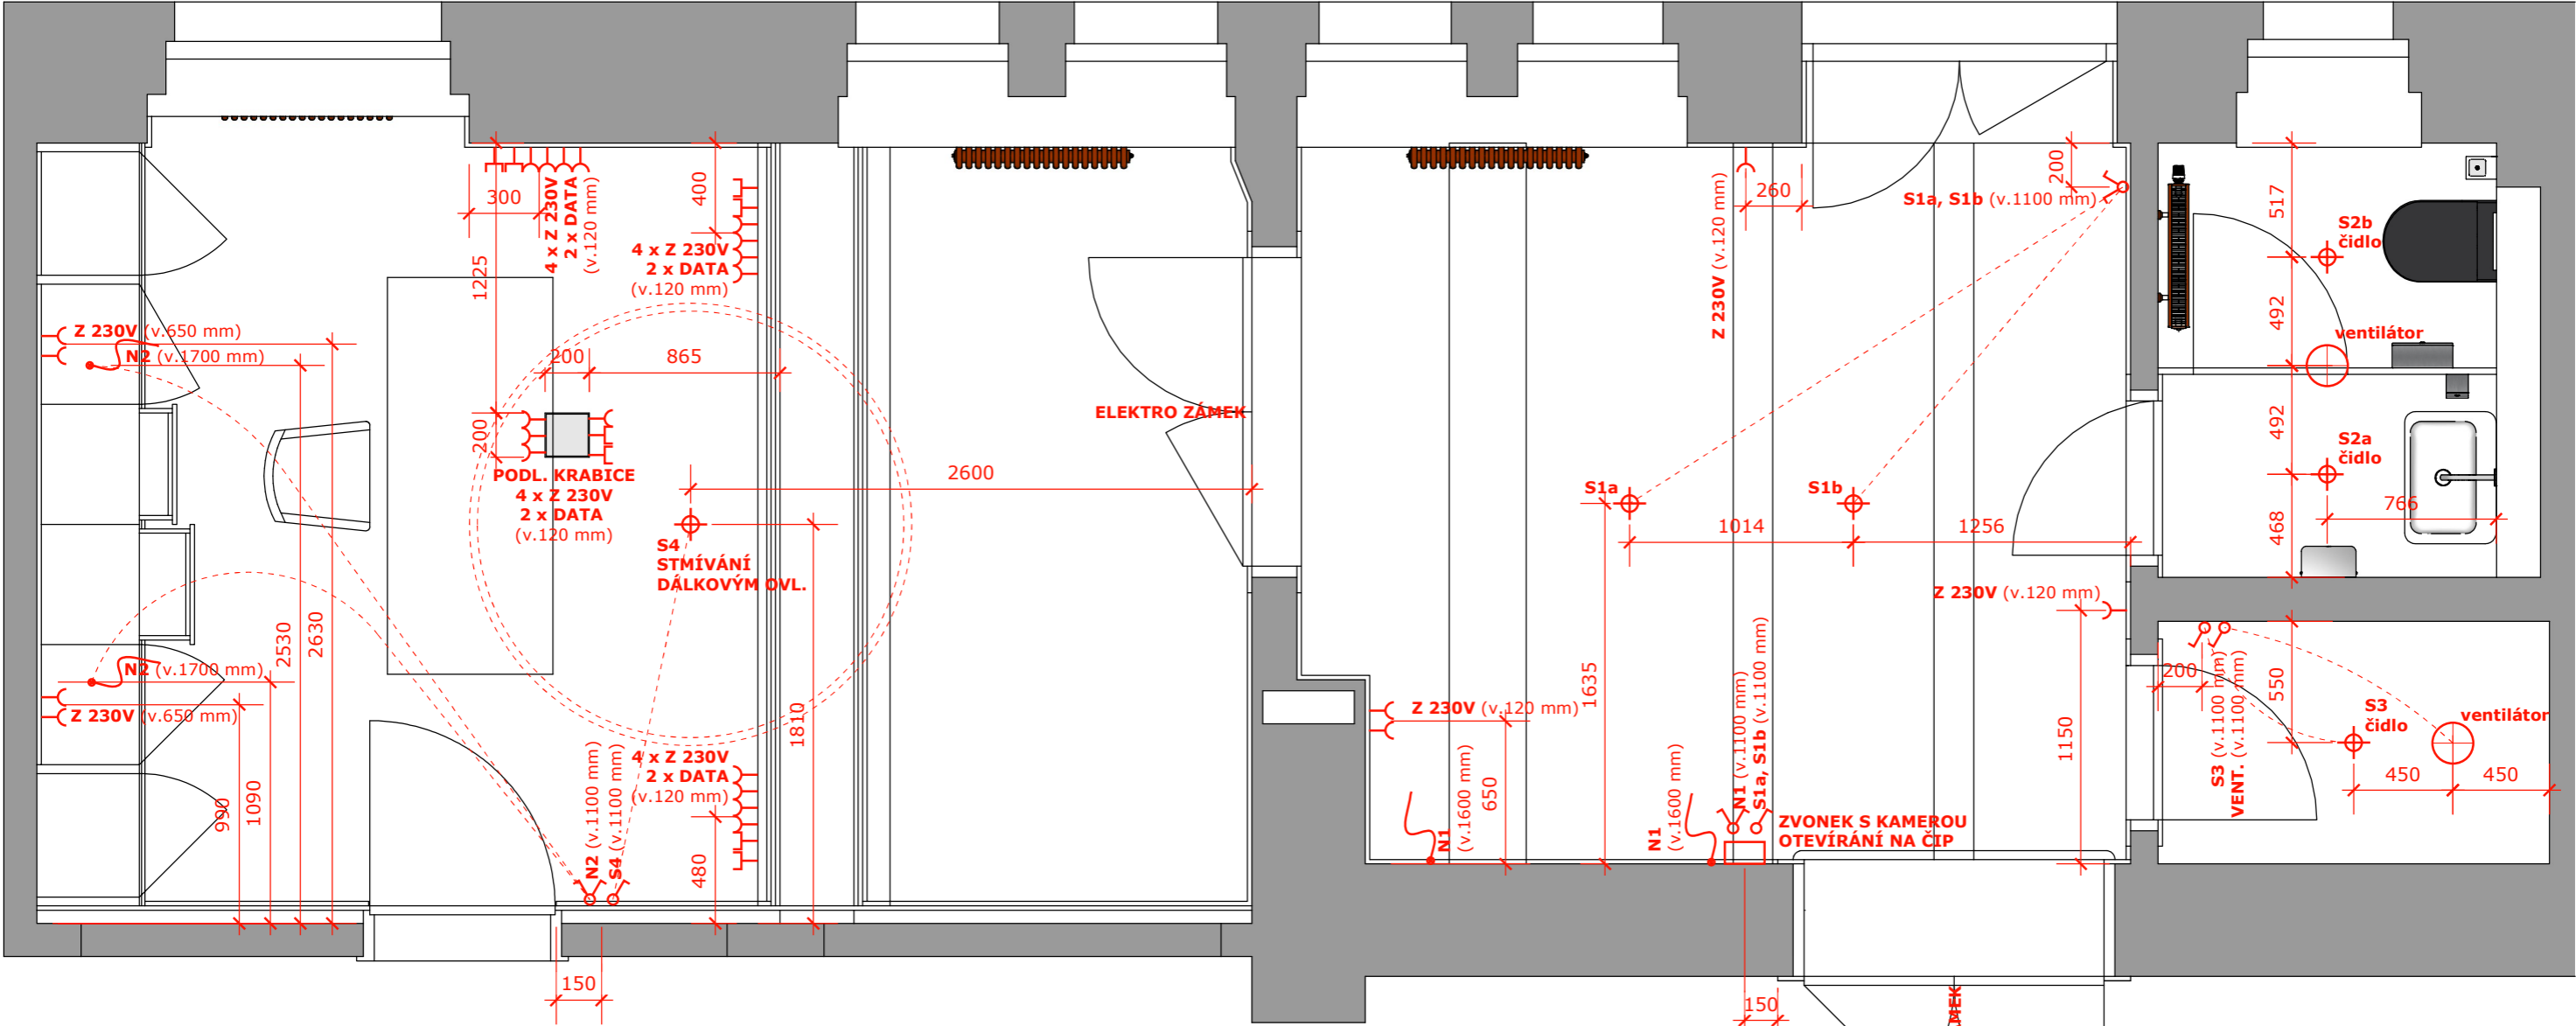 300
4 x Z 230V
2 x DATA
(v.120 mm)
1225
400
4 x Z 230V
2 x DATA
(v.120 mm)
Z 230V (v.650 mm)
N2 (v.1700 mm)
200
865
200
PODL. KRABICE
4 x Z 230V
2 x DATA
(v.120 mm)
S4
STMÍVÁNÍ
DÁLKOVÝM OVL.
2600
ELEKTRO ZÁMEK
N2 (v.1700 mm)
Z 230V (v.650 mm)
990
1090
2530
2630
N2 (v.1100 mm)
S4 (v.1100 mm)
4 x Z 230V
2 x DATA
(v.120 mm)
480
1810
150
Z 230V (v.120 mm)
260
S1a, S1b (v.1100 mm)
200
S1a
S1b
1014
1256
Z 230V (v.120 mm)
1635
Z 230V (v.120 mm)
N1
(v.1600 mm)
650
N1
(v.1600 mm)
N1 (v.1100 mm)
S1a, S1b (v.1100 mm)
ZVONEK S KAMEROU
OTEVÍRÁNÍ NA ČIP
1150
150
MEK
517
S2b
čidlo
492
ventilátor
492
S2a
čidlo
766
468
200
S3 (v.1100 mm)
VENT. (v.1100 mm)
550
S3
čidlo
ventilátor
450
450